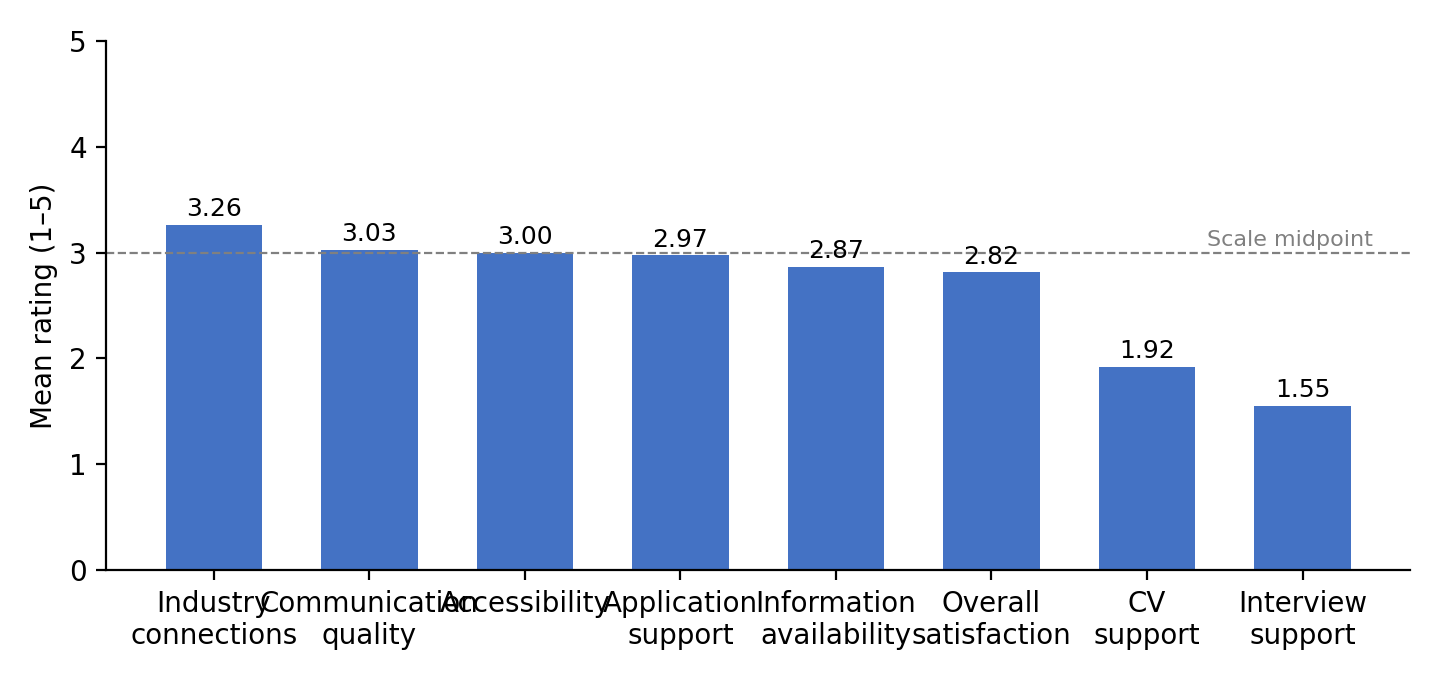 5
4
3
2
1
0
Mean rating (1–5)
3.26
3.03
3.00
2.97
2.87
2.82
1.92
1.55
Scale midpoint
Industry
connections
Communication
quality
Accessibility
Application
support
Information
availability
Overall
satisfaction
CV
support
Interview
support